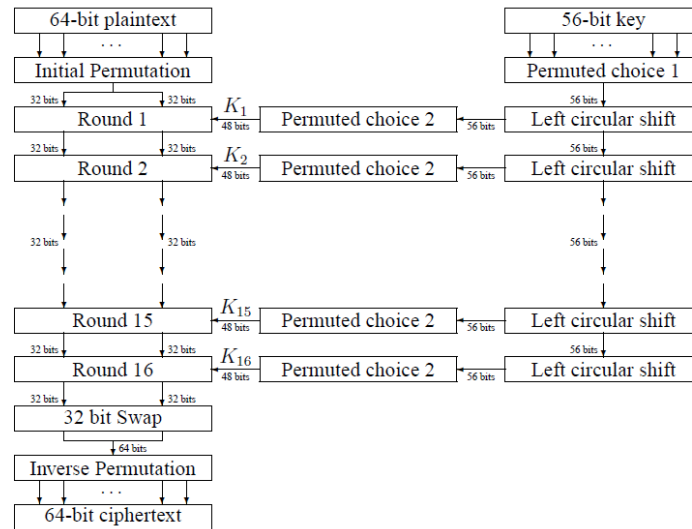 64-bit plaintext 56-bit key
. . . . . .
Initial Permutation Permuted choice 1
32 bits 32 bits 56 bits
Round 1 K1 48 bits Permuted choice 2 56 bits Left circular shift
32 bits 32 bits 56 bits
Round 2 K2 48 bits Permuted choice 2 56 bits Left circular shift
32 bits 32 bits 56 bits
Round 15 K15 48 bits Permuted choice 2 56 bits Left circular shift
32 bits 32 bits 56 bits
Round 16 K16 48 bits Permuted choice 2 56 bits Left circular shift
32 bits 32 bits
32 bit Swap
64 bits
Inverse Permutation
. . .
64-bit ciphertext